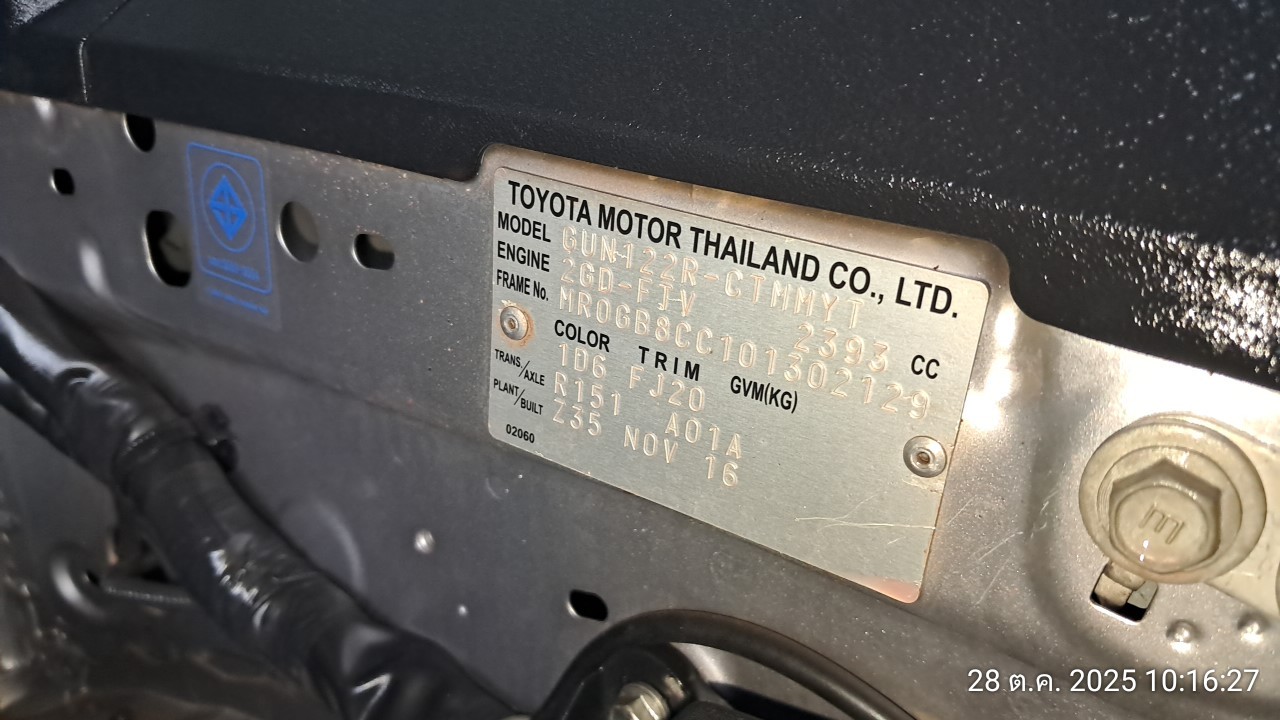 TOYOTA MOTOR THAILAND CO., LTD.
MODEL GUN122R-CTMMYT
ENGINE 2GD-FTV 2393 CC
FRAME No. MR0GB8CC101302129
COLOR TRIM GVM(KG)
1D6 FJ20
TRANS./AXLE R151 A01A
PLANT/BUILT Z35 NOV 16
02060
E
28 ต.ค. 2025 10:16:27